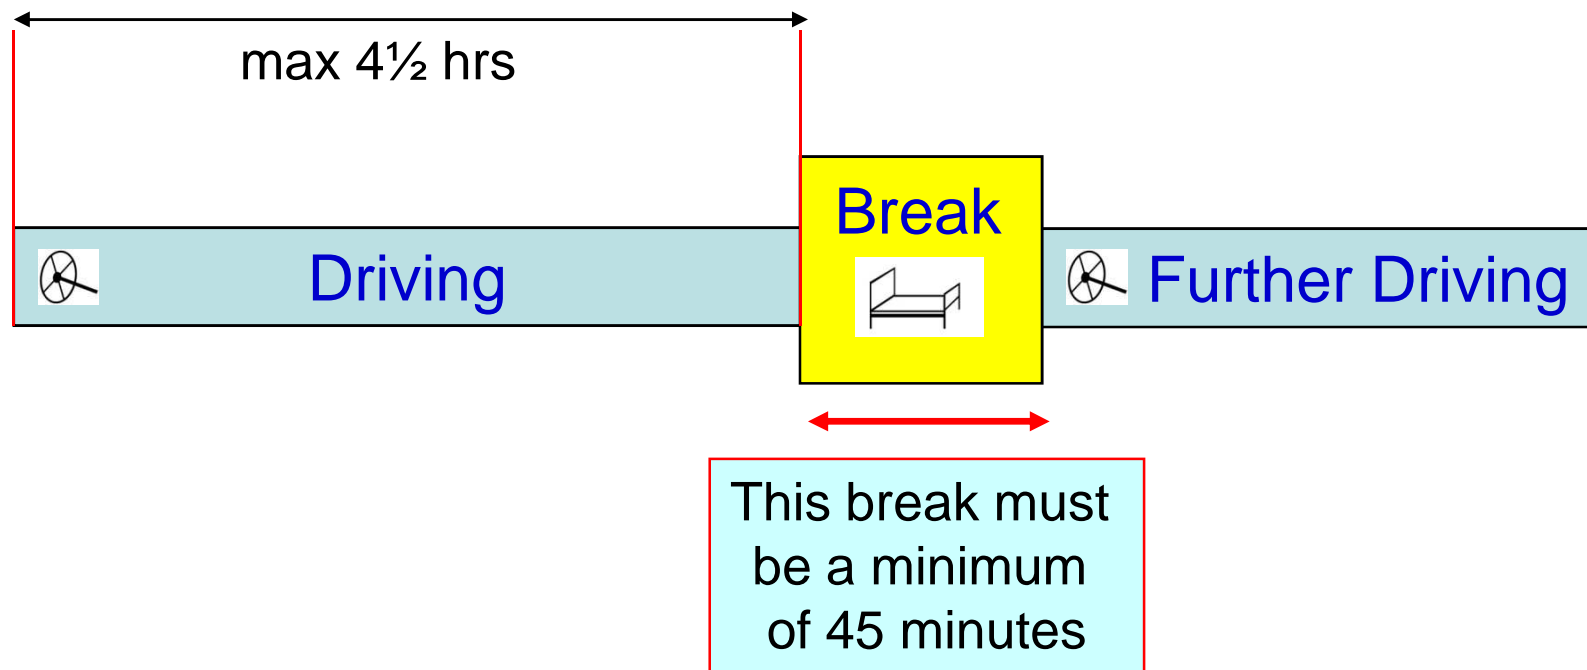 max 4½ hrs
Break
Driving
Further Driving
This break must
be a minimum
of 45 minutes